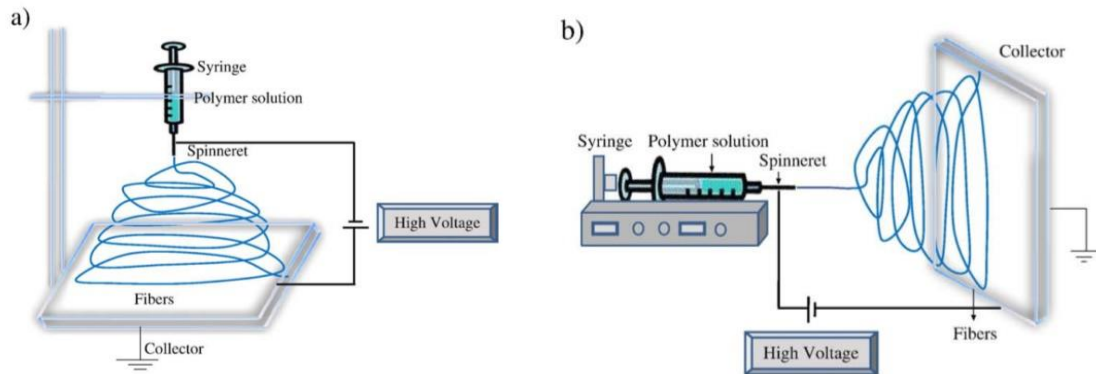 a)
Syringe
Polymer solution
Spinneret
High Voltage
Fibers
Collector
b)
Collector
Syringe
Polymer solution
Spinneret
Fibers
High Voltage